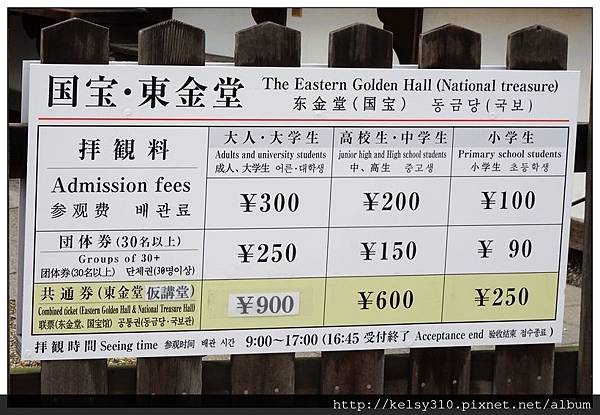 国宝・東金堂 The Eastern Golden Hall (National treasure)
东金堂(国宝) 동금당(국보)
拝観料
Admission fees
参观费 배관료
大人・大学生
Adults and university students
成人、大学生 어른·대학생
高校生・中学生
junior high and High school students
中、高生 중고생
小学生
Primary school students
小学生 초등학생
¥300 ¥200 ¥100
団体券(30名以上)
Groups of 30+
团体券(30名以上) 단체권(30명이상)
¥250 ¥150 ¥ 90
共通券(東金堂 仮講堂)
Combined ticket (Eastern Golden Hall & National Treasure Hall)
联票(东金堂、国宝馆) 공통권(동금당·국보관)
¥900 ¥600 ¥250
拝観時間 Seeing time 参观时间 배관 시간 9:00~17:00 (16:45 受付終了 Acceptance end 验收结束 접수종료)
http://kelsy310.pixnet.net/album